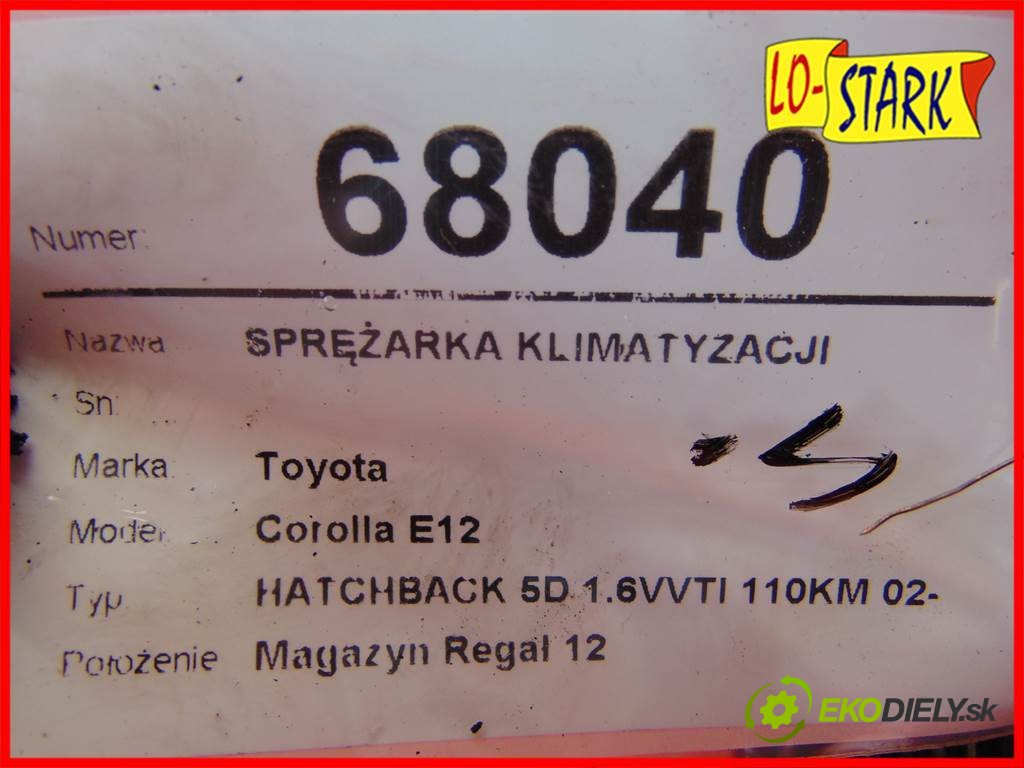 LO-STARK
Numer: 68040
Nazwa SPRĘŻARKA KLIMATYZACJI
Sn:
Marka: Toyota
Model: Corolla E12
Typ HATCHBACK 5D 1.6VVTI 110KM 02-
Położenie Magazyn Regał 12
EKODIELY.sk